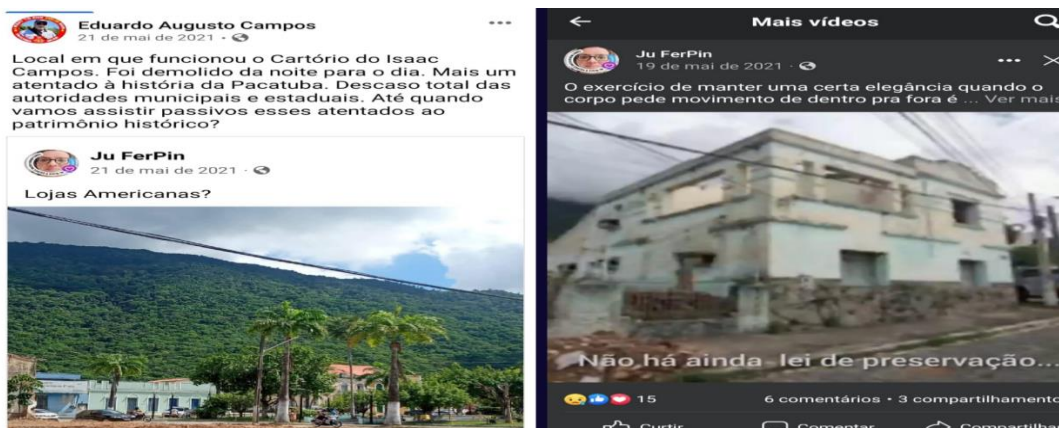 Eduardo Augusto Campos
21 de mai de 2021 ·
Local em que funcionou o Cartório do Isaac
Campos. Foi demolido da noite para o dia. Mais um
atentado à história da Pacatuba. Descaso total das
autoridades municipais e estaduais. Até quando
vamos assistir passivos esses atentados ao
patrimônio histórico?
Ju FerPin
21 de mai de 2021 ·
Lojas Americanas?
Mais vídeos
Ju FerPin
19 de mai de 2021 ·
O exercício de manter uma certa elegância quando o
corpo pede movimento de dentro pra fora é ... Ver mais
Não há ainda lei de preservação...
15 6 comentários • 3 compartilhamento
Curtir Comentar Compartilha